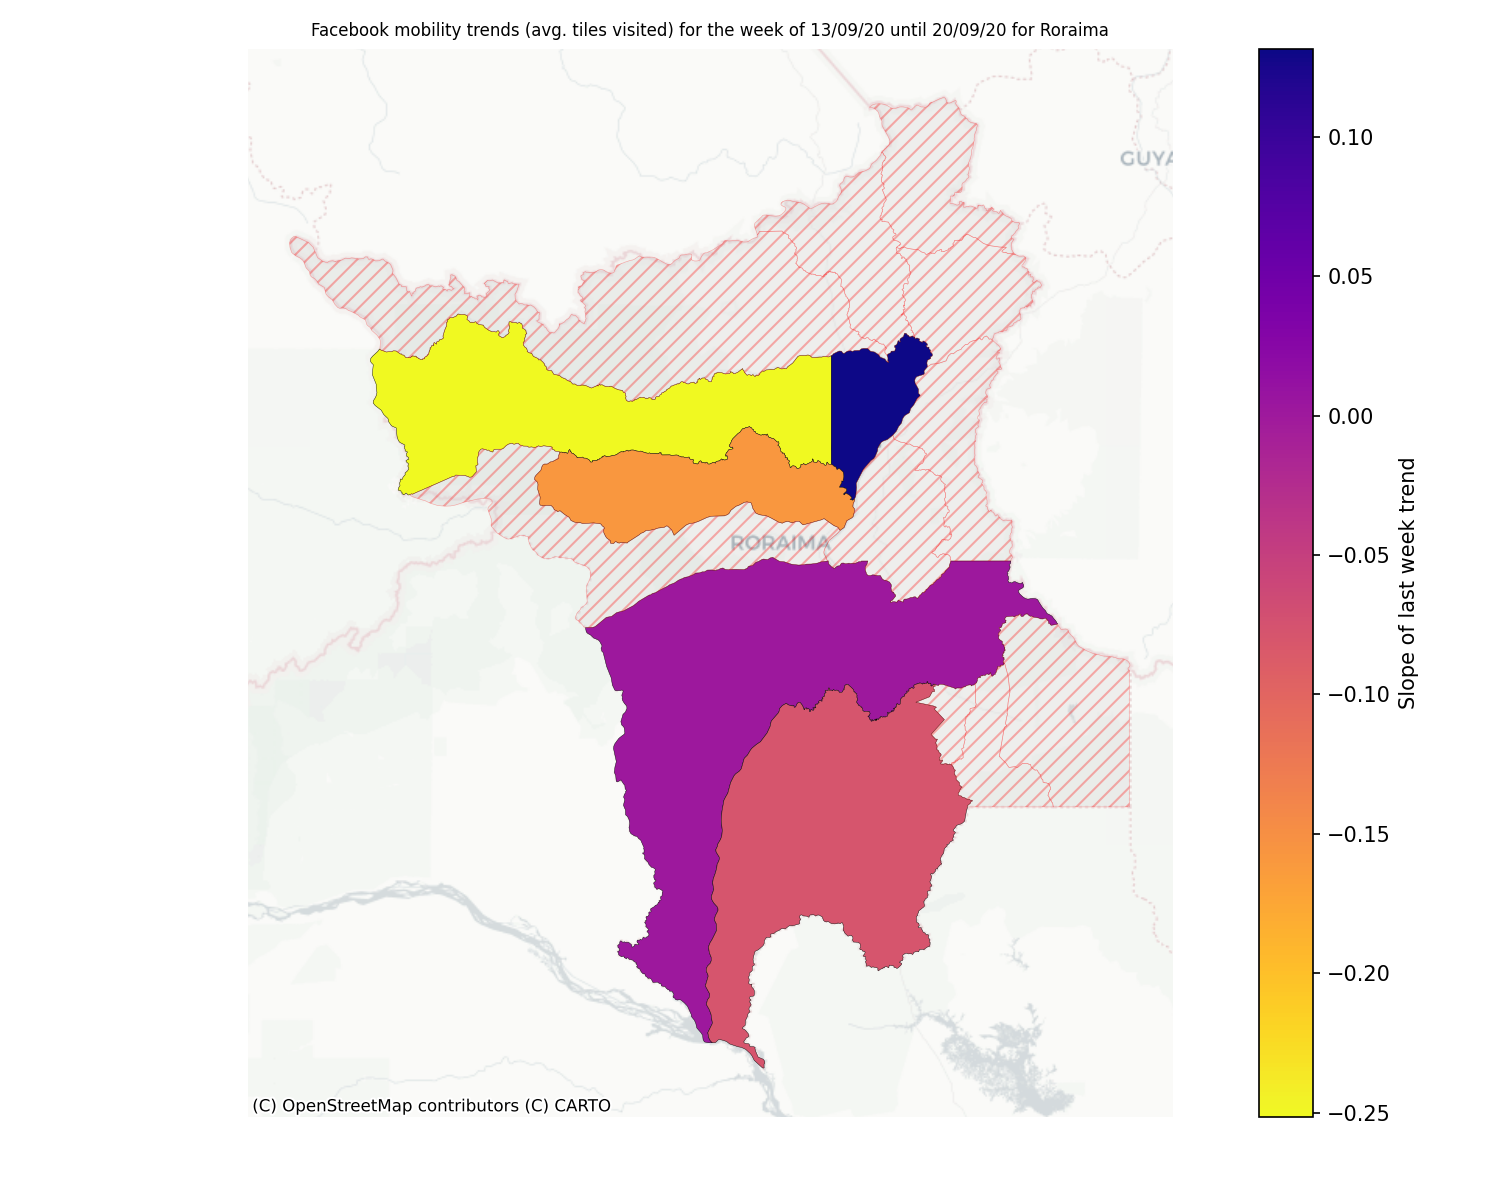 Facebook mobility trends (avg. tiles visited) for the week of 13/09/20 until 20/09/20 for Roraima
GUYA
RORAIMA
0.10
0.05
0.00
−0.05
−0.10
−0.15
−0.20
−0.25
Slope of last week trend
(C) OpenStreetMap contributors (C) CARTO